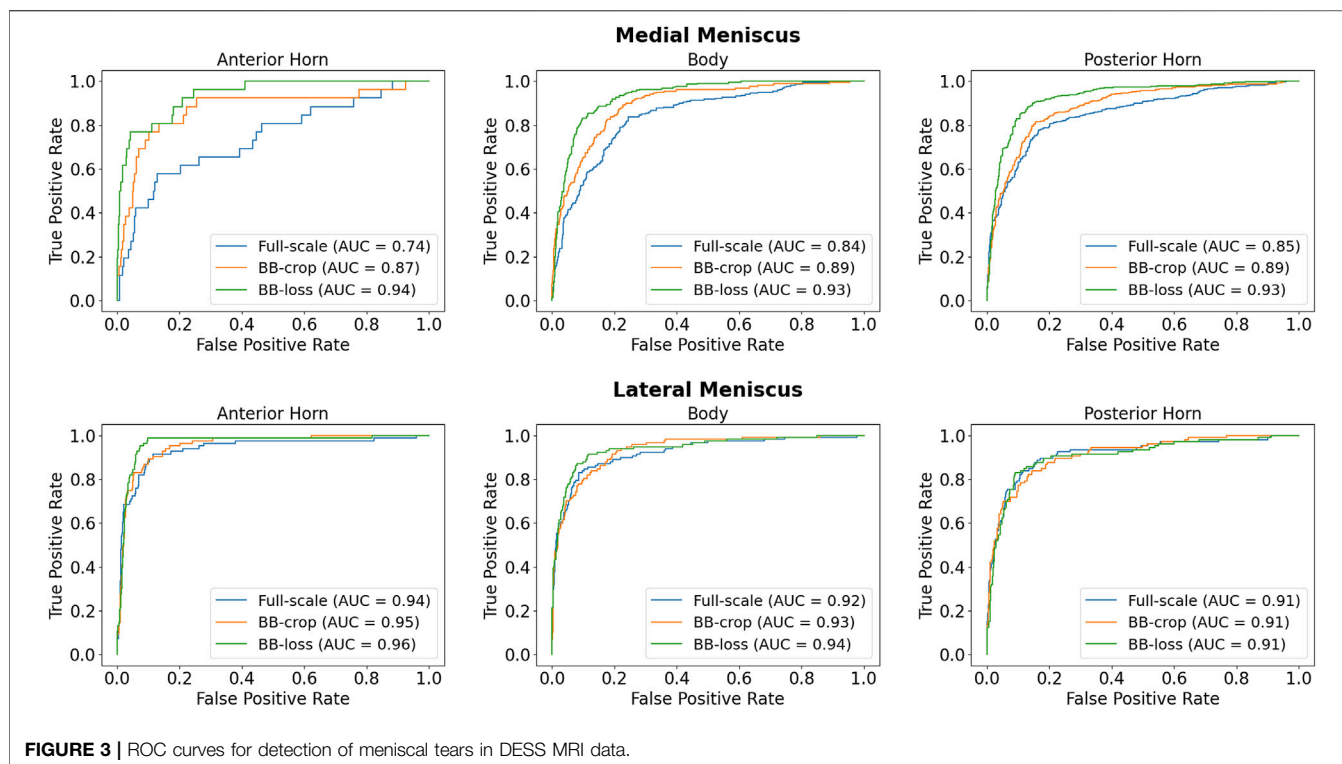 Medial Meniscus
Anterior Horn
Body
Posterior Horn
True Positive Rate
1.0
0.8
0.6
0.4
0.2
0.0
Full-scale (AUC = 0.74)
BB-crop (AUC = 0.87)
BB-loss (AUC = 0.94)
0.0 0.2 0.4 0.6 0.8 1.0
False Positive Rate
True Positive Rate
1.0
0.8
0.6
0.4
0.2
0.0
Full-scale (AUC = 0.84)
BB-crop (AUC = 0.89)
BB-loss (AUC = 0.93)
0.0 0.2 0.4 0.6 0.8 1.0
False Positive Rate
True Positive Rate
1.0
0.8
0.6
0.4
0.2
0.0
Full-scale (AUC = 0.85)
BB-crop (AUC = 0.89)
BB-loss (AUC = 0.93)
0.0 0.2 0.4 0.6 0.8 1.0
False Positive Rate
Lateral Meniscus
Anterior Horn
Body
Posterior Horn
True Positive Rate
1.0
0.8
0.6
0.4
0.2
0.0
Full-scale (AUC = 0.94)
BB-crop (AUC = 0.95)
BB-loss (AUC = 0.96)
0.0 0.2 0.4 0.6 0.8 1.0
False Positive Rate
True Positive Rate
1.0
0.8
0.6
0.4
0.2
0.0
Full-scale (AUC = 0.92)
BB-crop (AUC = 0.93)
BB-loss (AUC = 0.94)
0.0 0.2 0.4 0.6 0.8 1.0
False Positive Rate
True Positive Rate
1.0
0.8
0.6
0.4
0.2
0.0
Full-scale (AUC = 0.91)
BB-crop (AUC = 0.91)
BB-loss (AUC = 0.91)
0.0 0.2 0.4 0.6 0.8 1.0
False Positive Rate
FIGURE 3 | ROC curves for detection of meniscal tears in DESS MRI data.